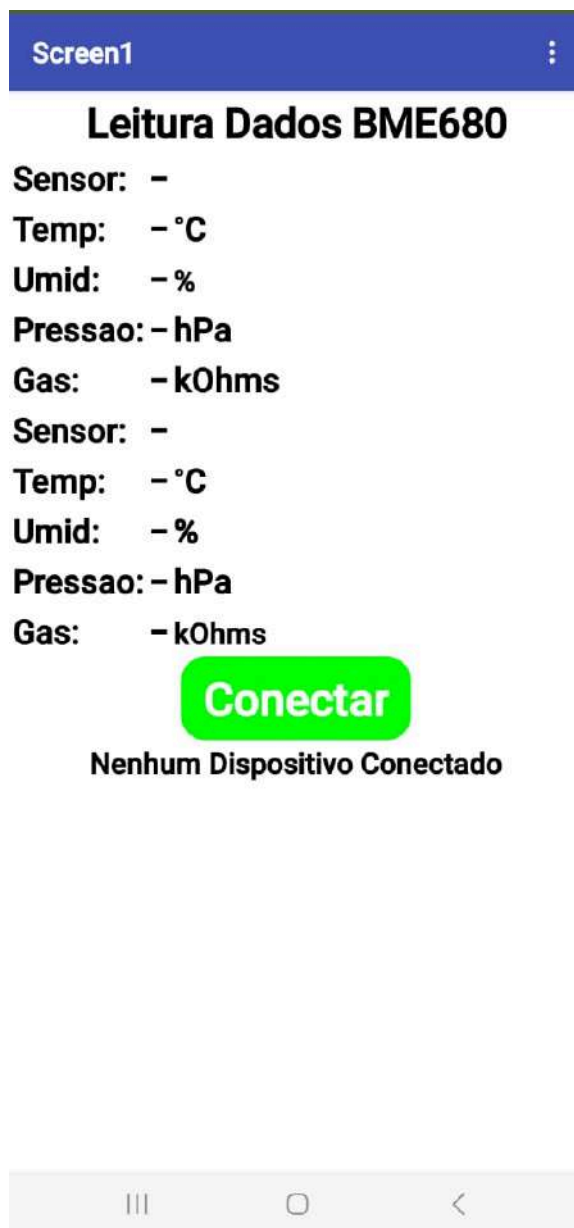 Screen1
Leitura Dados BME680
Sensor: -
Temp: - °C
Umid: - %
Pressao: - hPa
Gas: - kOhms
Sensor: -
Temp: - °C
Umid: - %
Pressao: - hPa
Gas: - kOhms
Conectar
Nenhum Dispositivo Conectado